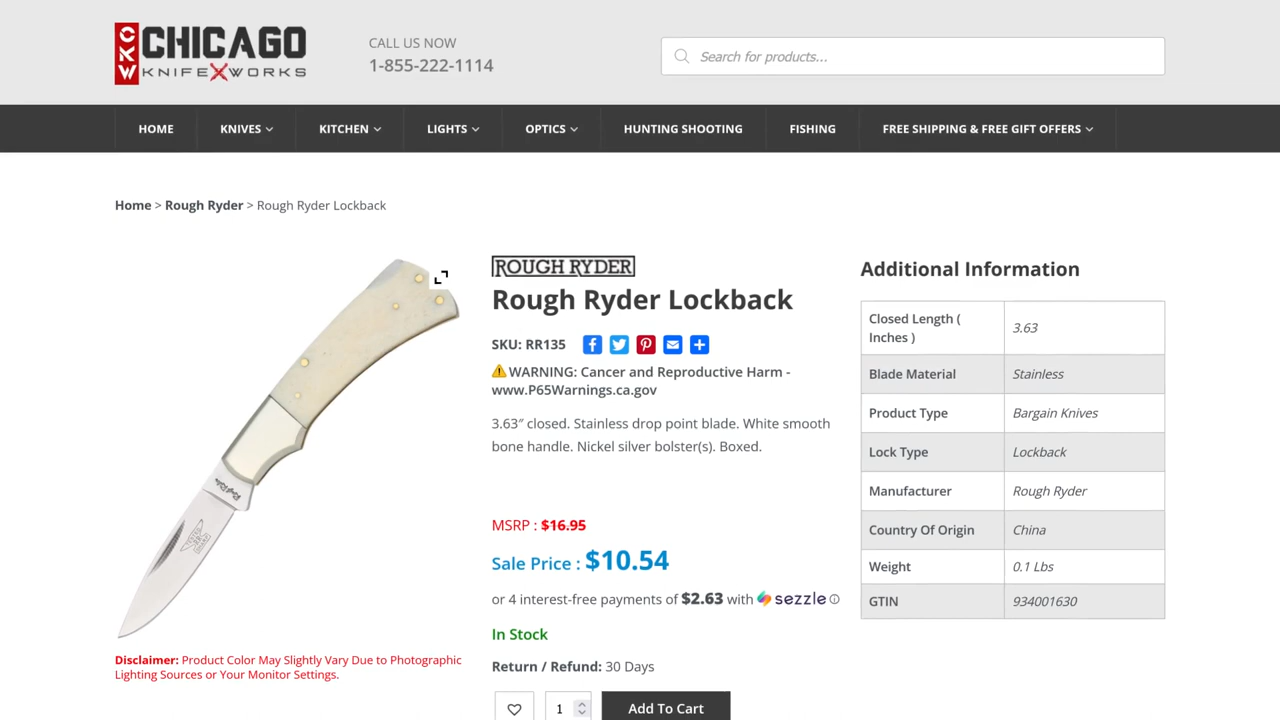 CKW CHICAGO
KNIFE WORKS
CALL US NOW
1-855-222-1114
Search for products...
HOME
KNIVES
KITCHEN
LIGHTS
OPTICS
HUNTING SHOOTING
FISHING
FREE SHIPPING & FREE GIFT OFFERS
Home > Rough Ryder > Rough Ryder Lockback
ROUGH RYDER
Rough Ryder Lockback
SKU: RR135
WARNING: Cancer and Reproductive Harm -
www.P65Warnings.ca.gov
3.63″ closed. Stainless drop point blade. White smooth
bone handle. Nickel silver bolster(s). Boxed.
MSRP : $16.95
Sale Price : $10.54
or 4 interest-free payments of $2.63 with sezzle
In Stock
Return / Refund: 30 Days
1
Add To Cart
Rough Ryder
Disclaimer: Product Color May Slightly Vary Due to Photographic
Lighting Sources or Your Monitor Settings.
Additional Information
Closed Length (
Inches )
3.63
Blade Material
Stainless
Product Type
Bargain Knives
Lock Type
Lockback
Manufacturer
Rough Ryder
Country Of Origin
China
Weight
0.1 Lbs
GTIN
934001630